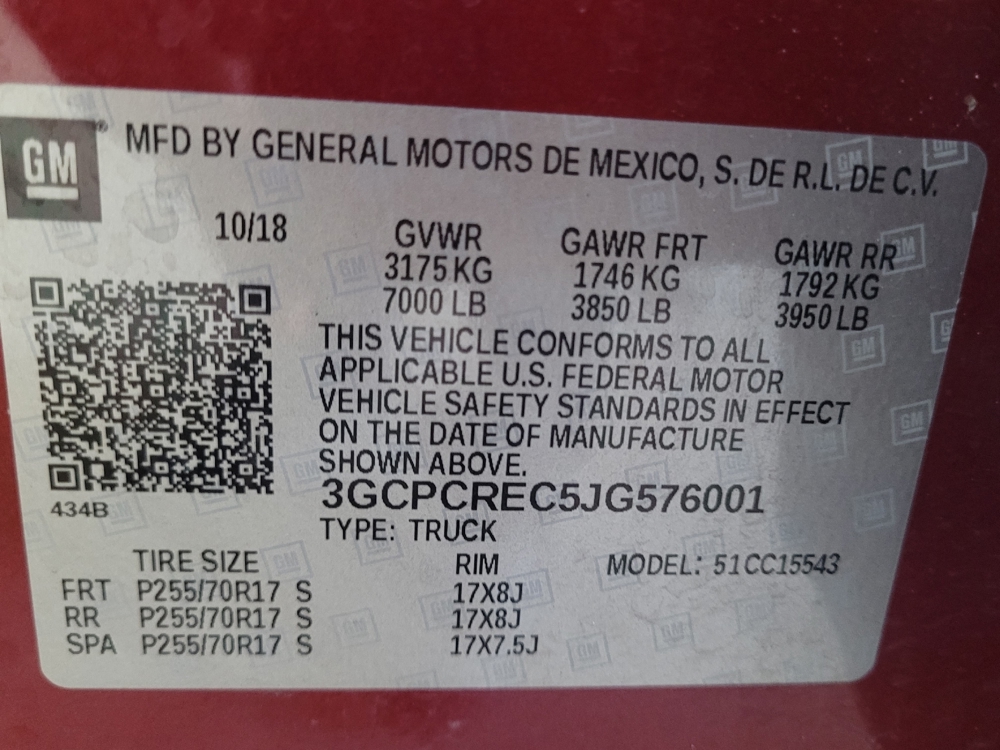 GM
MFD BY GENERAL MOTORS DE MEXICO, S. DE R.L. DE C.V.
10/18
GVWR GAWR FRT GAWR RR
3175 KG 1746 KG 1792 KG
7000 LB 3850 LB 3950 LB
THIS VEHICLE CONFORMS TO ALL
APPLICABLE U.S. FEDERAL MOTOR
VEHICLE SAFETY STANDARDS IN EFFECT
ON THE DATE OF MANUFACTURE
SHOWN ABOVE.
434B
3GCPCREC5JG576001
TYPE: TRUCK
TIRE SIZE RIM MODEL: 51CC15543
FRT P255/70R17 S 17X8J
RR P255/70R17 S 17X8J
SPA P255/70R17 S 17X7.5J